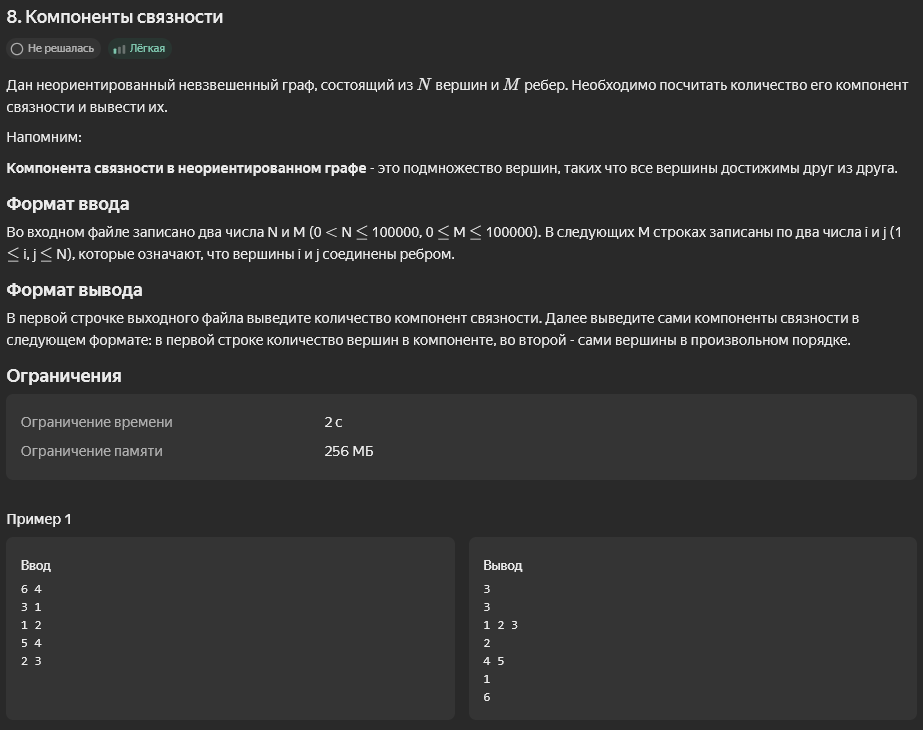 8. Компоненты связности
Не решалась
Лёгкая
Дан неориентированный невзвешенный граф, состоящий из N вершин и M ребер. Необходимо посчитать количество его компонент
связности и вывести их.
Напомним:
Компонента связности в неориентированном графе - это подмножество вершин, таких что все вершины достижимы друг из друга.
Формат ввода
Во входном файле записано два числа N и M (0 < N ≤ 100000, 0 ≤ M ≤ 100000). В следующих M строках записаны по два числа i и j (1
≤ i, j ≤ N), которые означают, что вершины i и j соединены ребром.
Формат вывода
В первой строчке выходного файла выведите количество компонент связности. Далее выведите сами компоненты связности в
следующем формате: в первой строке количество вершин в компоненте, во второй - сами вершины в произвольном порядке.
Ограничения
Ограничение времени 2 с
Ограничение памяти 256 МБ
Пример 1
Ввод
6 4
3 1
1 2
5 4
2 3
Вывод
3
3
1 2 3
2
4 5
1
6